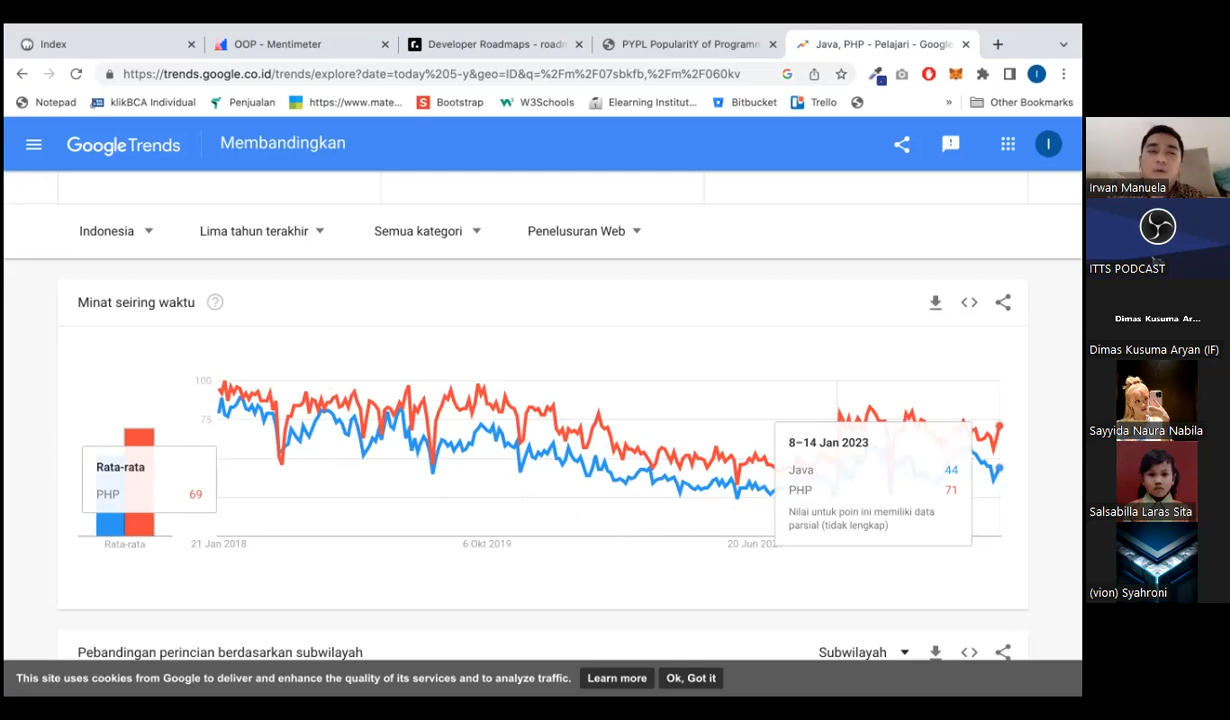 Index
OOP - Mentimeter
Developer Roadmaps - roadm
PYPL PopularitY of Programm
Java, PHP - Pelajari - Google
https://trends.google.co.id/trends/explore?date=today%205-y&geo=ID&q=%2Fm%2F07sbkfb,%2Fm%2F060kv
Notepad
klikBCA Individual
Penjualan
https://www.mate...
Bootstrap
W3Schools
Elearning Institut...
Bitbucket
Trello
»
Other Bookmarks
Google Trends
Membandingkan
I
Indonesia
Lima tahun terakhir
Semua kategori
Penelusuran Web
Minat seiring waktu
100
75
Rata-rata
PHP 69
Rata-rata
21 Jan 2018
6 Okt 2019
20 Jun 202
8–14 Jan 2023
Java 44
PHP 71
Nilai untuk poin ini memiliki data
parsial (tidak lengkap)
Pebandingan perincian berdasarkan subwilayah
Subwilayah
This site uses cookies from Google to deliver and enhance the quality of its services and to analyze traffic.
Learn more
Ok, Got it
Irwan Manuela
ITTS PODCAST
Dimas Kusuma Ar...
Dimas Kusuma Aryan (IF)
Sayyida Naura Nabila
Salsabilla Laras Sita
(vion) Syahroni